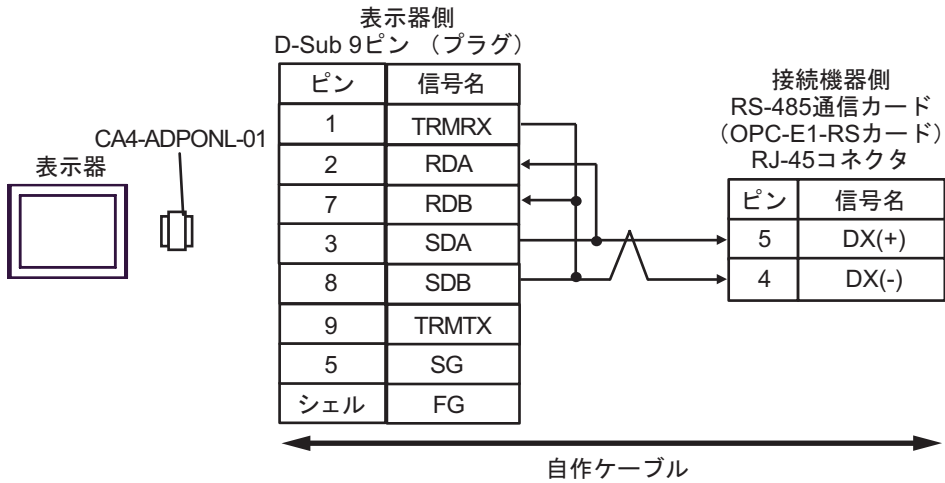 表示器側
D-Sub 9ピン （プラグ）
ピン 信号名
1 TRMRX
2 RDA
7 RDB
3 SDA
8 SDB
9 TRMTX
5 SG
シェル FG
CA4-ADPONL-01
表示器
接続機器側
RS-485通信カード
（OPC-E1-RSカード）
RJ-45コネクタ
ピン 信号名
5 DX(+)
4 DX(-)
自作ケーブル